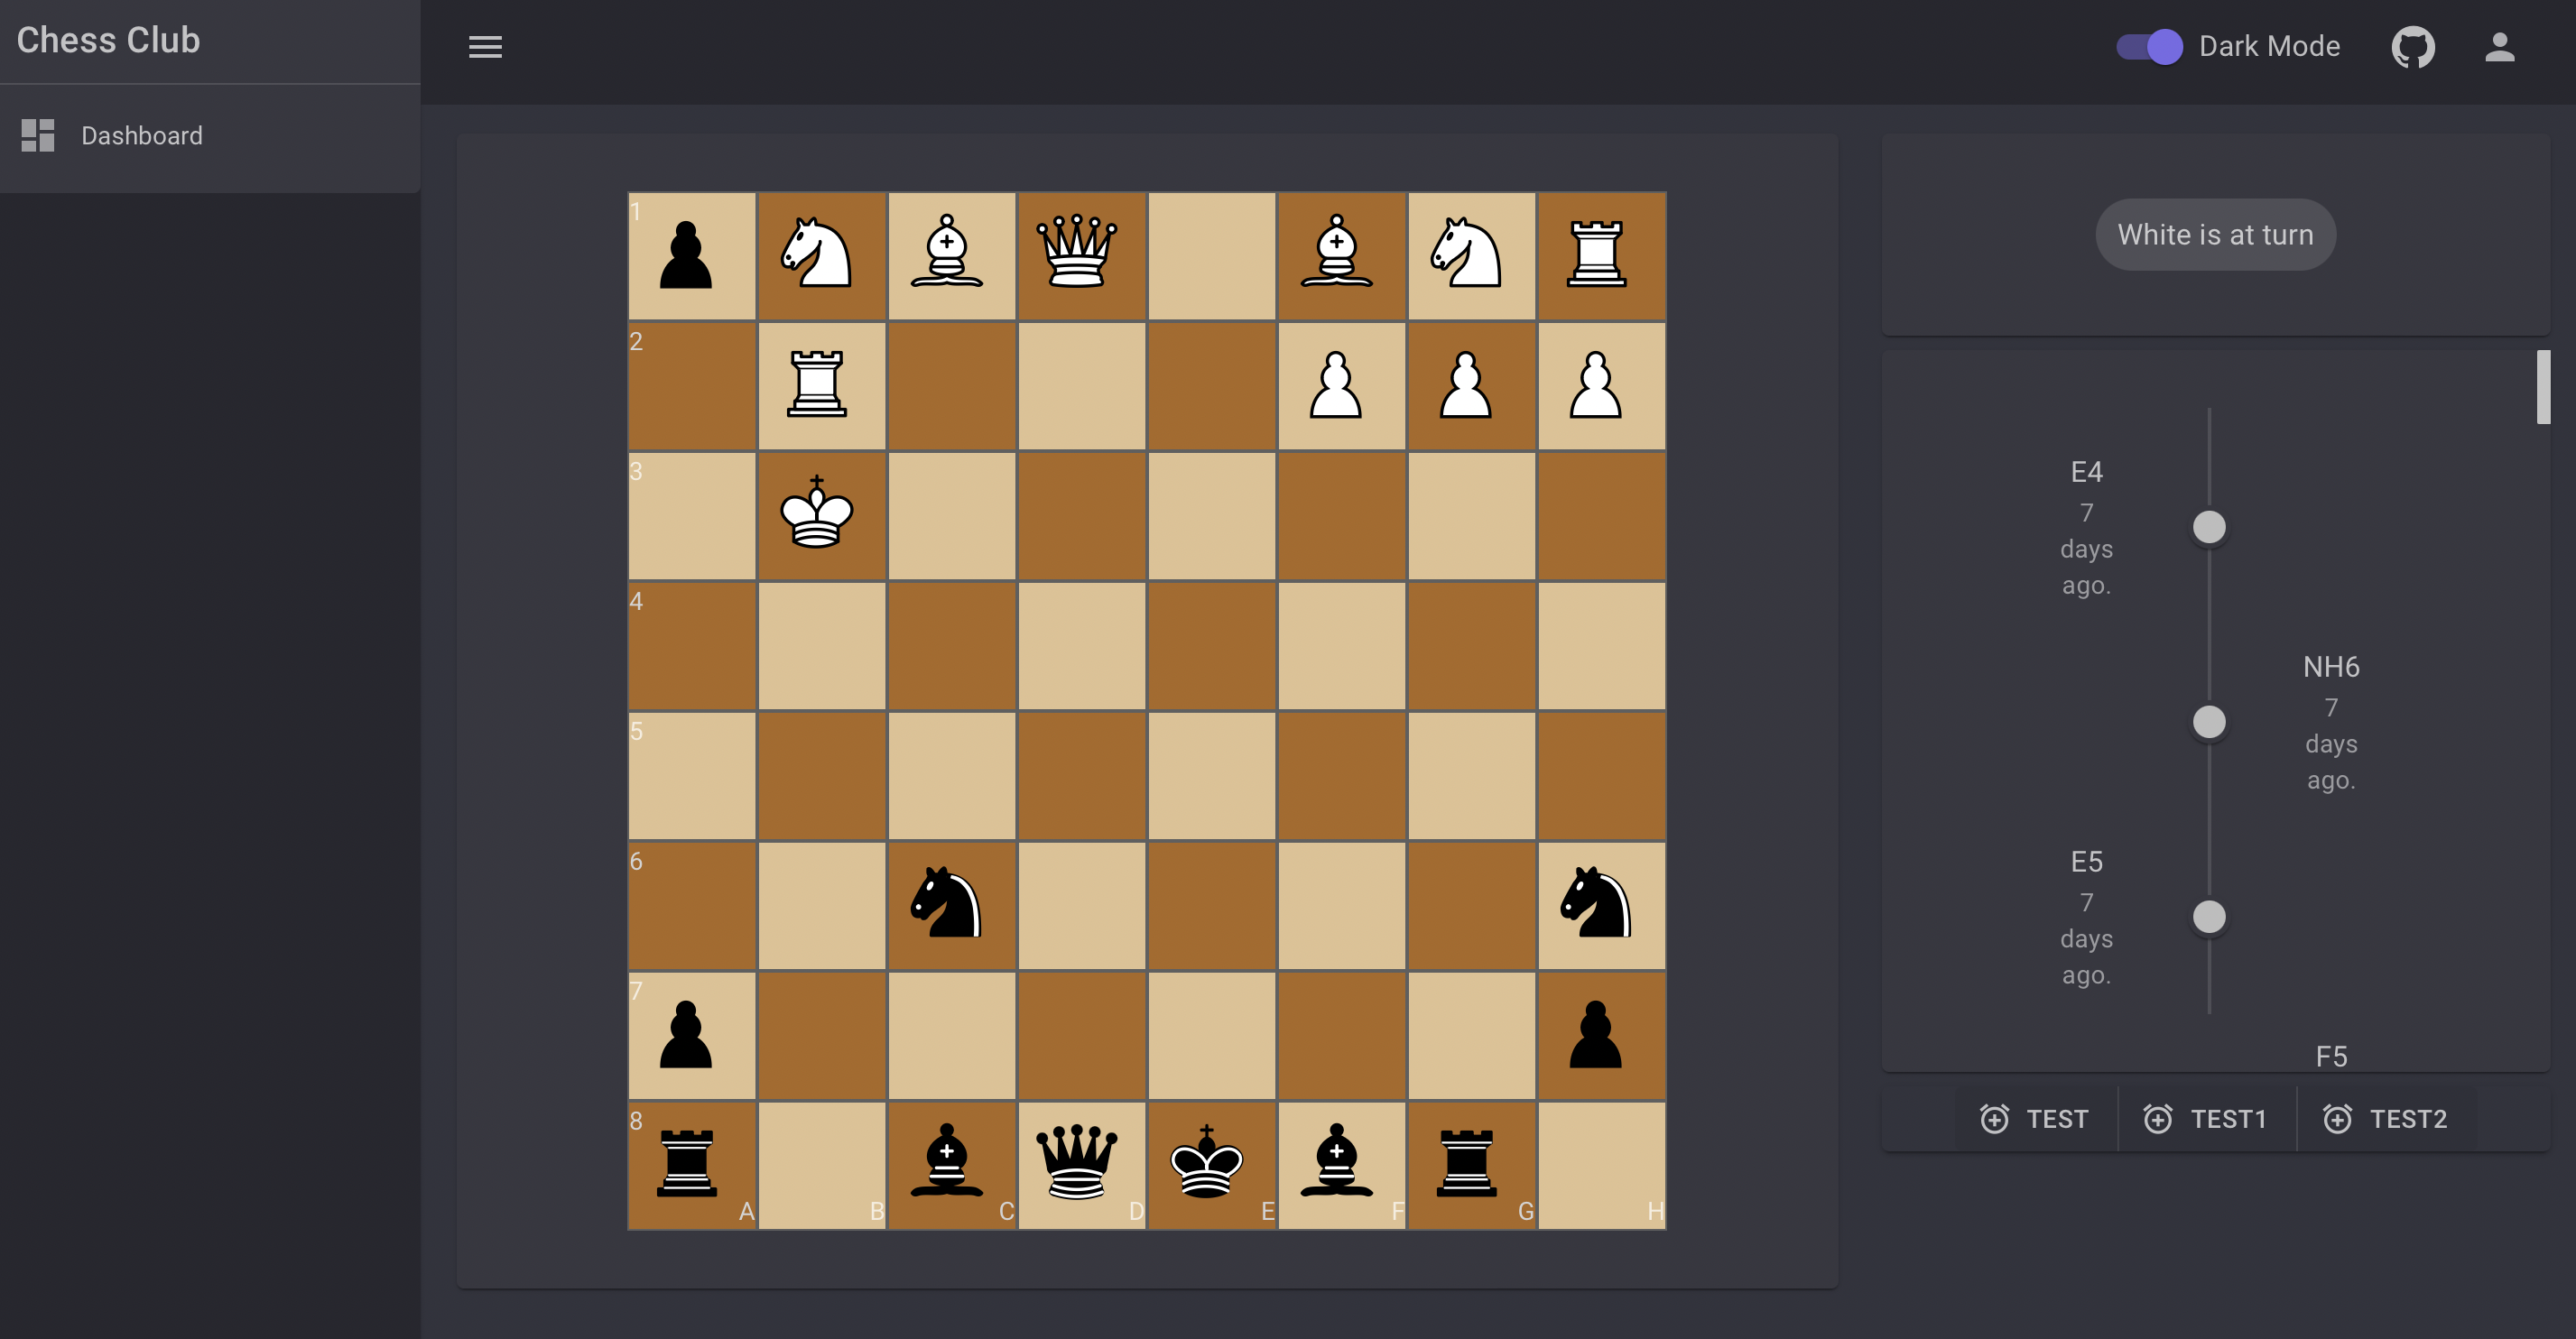 Chess Club
Dark Mode
Dashboard
1
2
3
4
5
6
7
8
A
B
C
D
E
F
G
H
White is at turn
E4
7
days
ago.
NH6
7
days
ago.
E5
7
days
ago.
F5
TEST
TEST1
TEST2